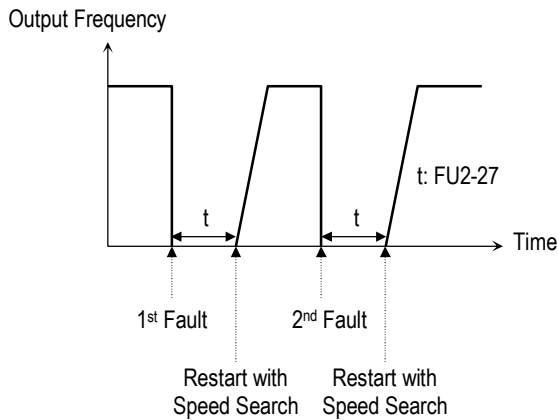 Output Frequency
t
t
t: FU2-27
Time
1st Fault
2nd Fault
Restart with
Speed Search
Restart with
Speed Search